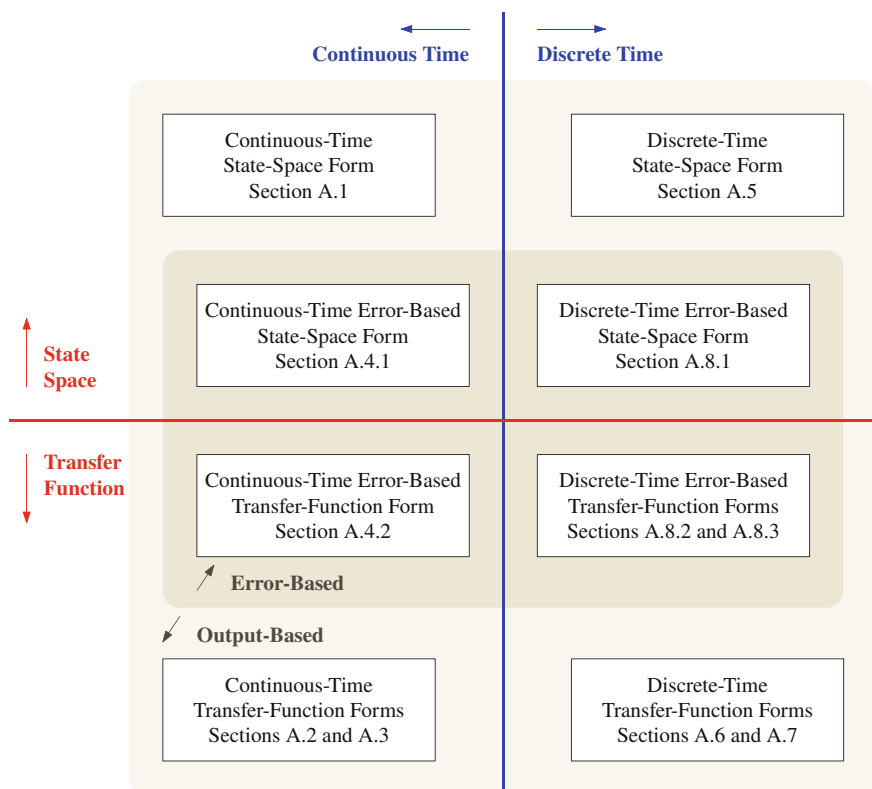 Continuous Time
Discrete Time
Continuous-Time
State-Space Form
Section A.1
Discrete-Time
State-Space Form
Section A.5
Continuous-Time Error-Based
State-Space Form
Section A.4.1
Discrete-Time Error-Based
State-Space Form
Section A.8.1
State
Space
Transfer
Function
Continuous-Time Error-Based
Transfer-Function Form
Section A.4.2
Discrete-Time Error-Based
Transfer-Function Forms
Sections A.8.2 and A.8.3
Error-Based
Output-Based
Continuous-Time
Transfer-Function Forms
Sections A.2 and A.3
Discrete-Time
Transfer-Function Forms
Sections A.6 and A.7